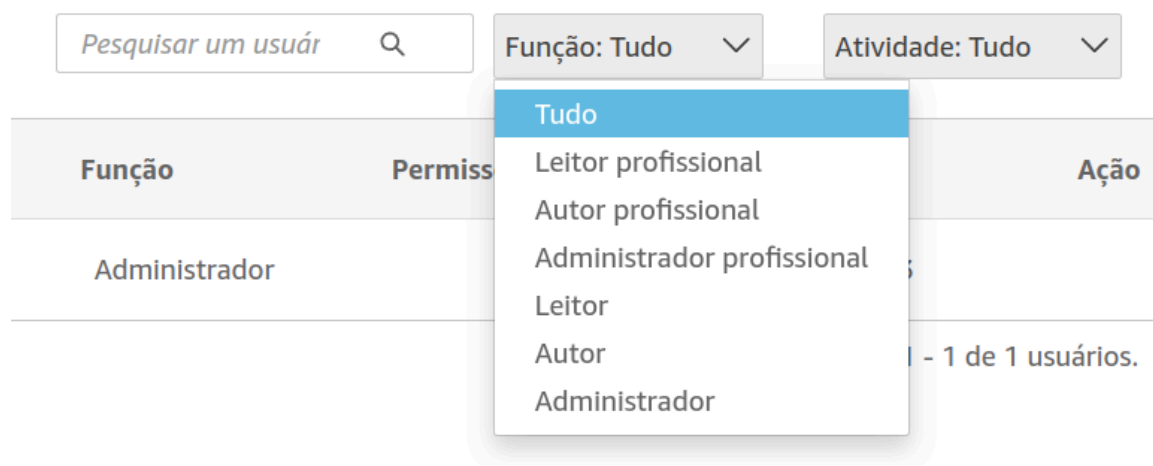 Pesquisar um usuár
Função: Tudo
Atividade: Tudo
Tudo
Leitor profissional
Autor profissional
Administrador profissional
Leitor
Autor
Administrador
Função
Permiss
Ação
Administrador
- 1 de 1 usuários.